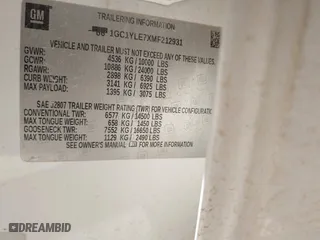 GM
TRAILERING INFORMATION
1GC1YLE7XMF212931
VEHICLE AND TRAILER MUST NOT EXCEED ANY
GVWR: 4536 KG/ 10000 LBS
GCWR: 10886 KG/ 24000 LBS
RGAWR: 2898 KG/ 6390 LBS
CURB WEIGHT: 3141 KG/ 6925 LBS
MAX PAYLOAD: 1395 KG/ 3075 LBS
SAE J2807 TRAILER WEIGHT RATING (TWR) FOR VEHICLE CONFIGURATION
CONVENTIONAL TWR: 6577 KG/ 14500 LBS
MAX TONGUE WEIGHT: 658 KG/ 1450 LBS
GOOSENECK TWR: 7552 KG/ 16650 LBS
MAX TONGUE WEIGHT: 1129 KG/ 2490 LBS
SEE OWNER'S MANUAL FOR MORE INFORMATION
DREAMBID